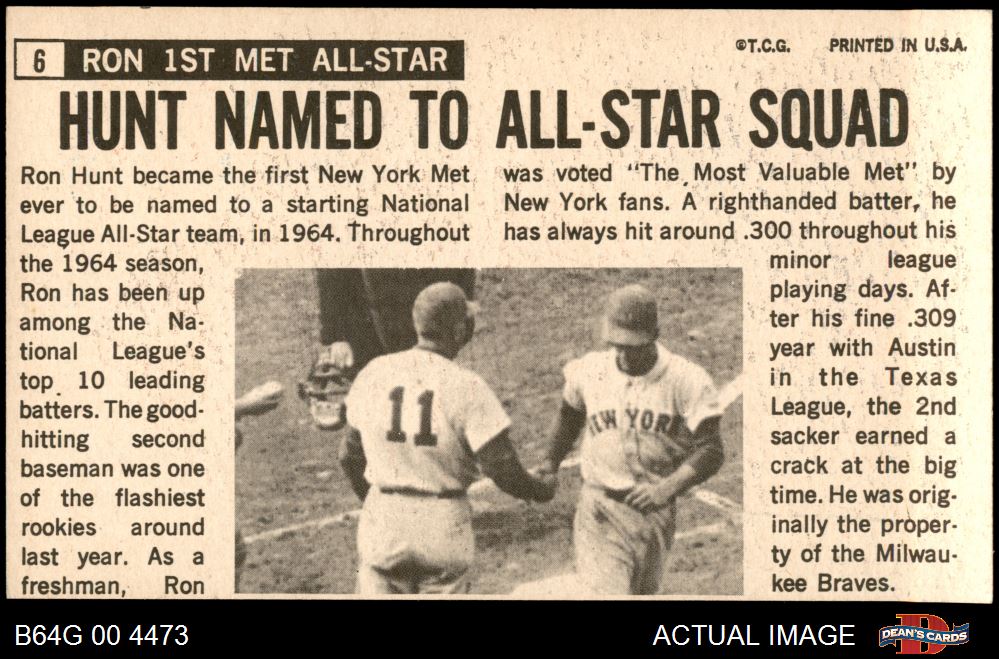 6 RON 1ST MET ALL-STAR
©T.C.G. PRINTED IN U.S.A.
HUNT NAMED TO ALL-STAR SQUAD
Ron Hunt became the first New York Met
ever to be named to a starting National
League All-Star team, in 1964. Throughout
the 1964 season,
Ron has been up
among the Na-
tional League's
top 10 leading
batters. The good-
hitting second
baseman was one
of the flashiest
rookies around
last year. As a
freshman, Ron
was voted "The Most Valuable Met" by
New York fans. A righthanded batter, he
has always hit around .300 throughout his
minor league
playing days. Af-
ter his fine .309
year with Austin
in the Texas
League, the 2nd
sacker earned a
crack at the big
time. He was orig-
inally the proper-
ty of the Milwau-
kee Braves.
11
NEW YORK
B64G 00 4473
ACTUAL IMAGE
DEAN'S CARDS